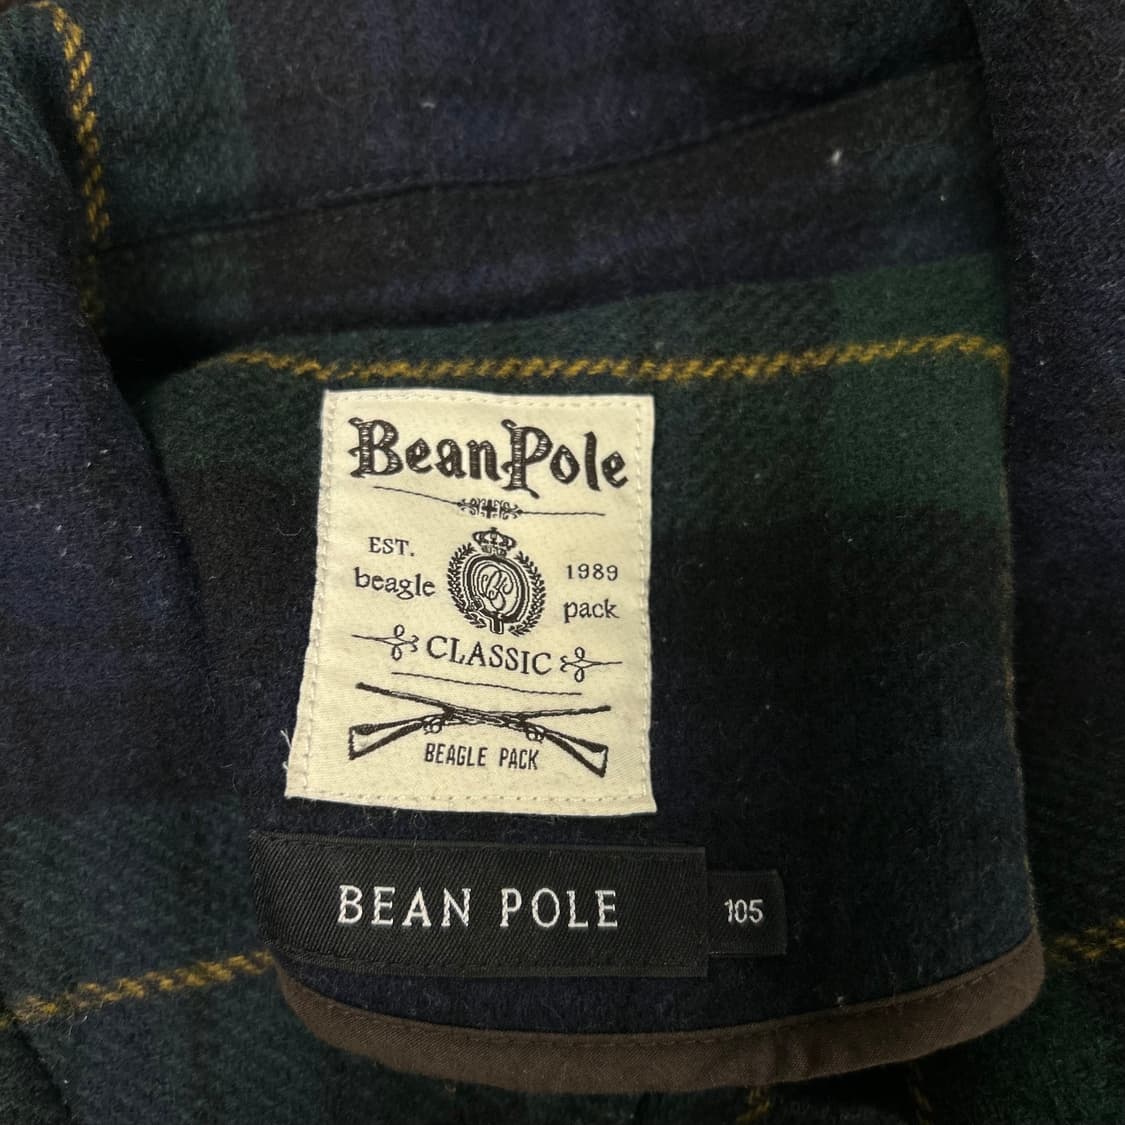 BeanPole
EST. 1989
beagle pack
CLASSIC
BEAGLE PACK
BEAN POLE
105